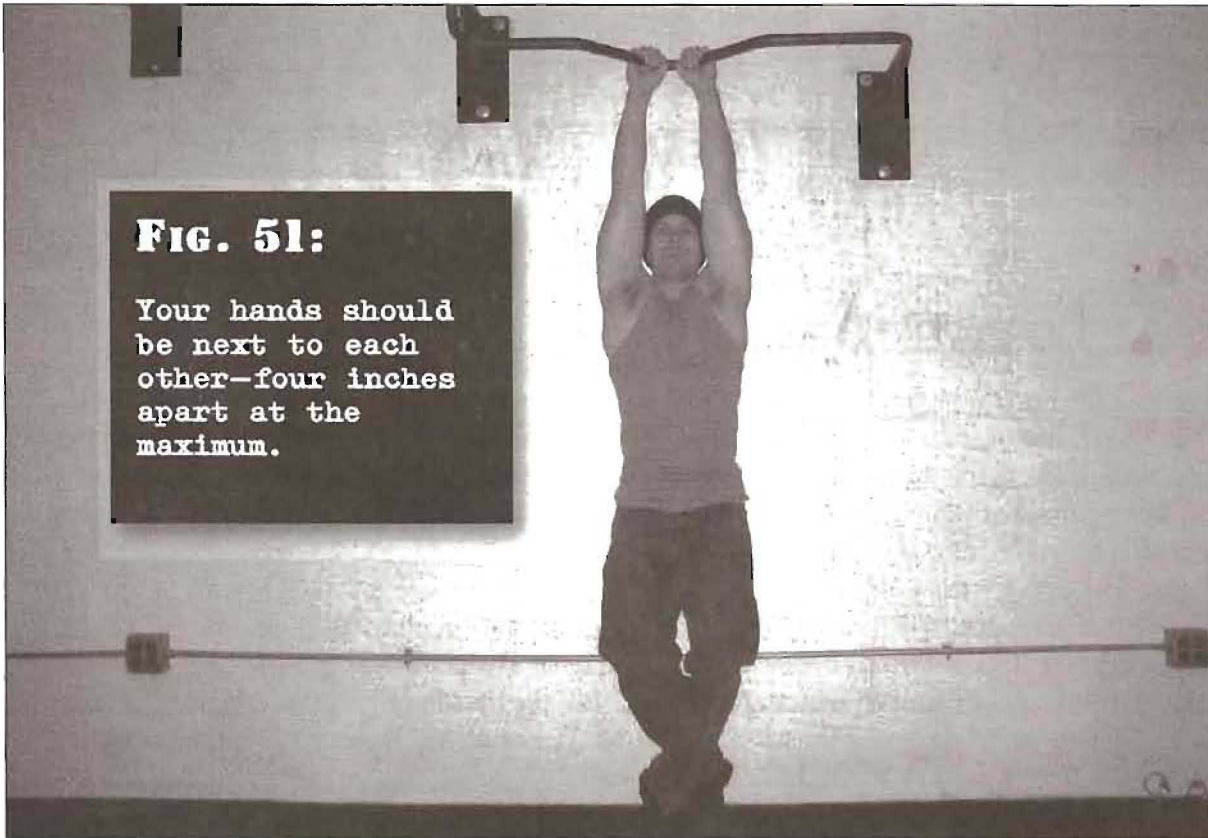 FIG. 51:
Your hands should
be next to each
other—four inches
apart at the
maximum.